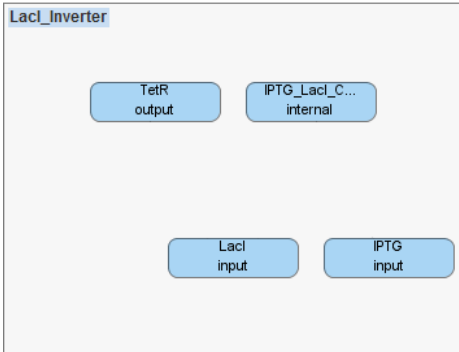 LacI_Inverter
TetR
output
IPTG_LacI_C...
internal
LacI
input
IPTG
input